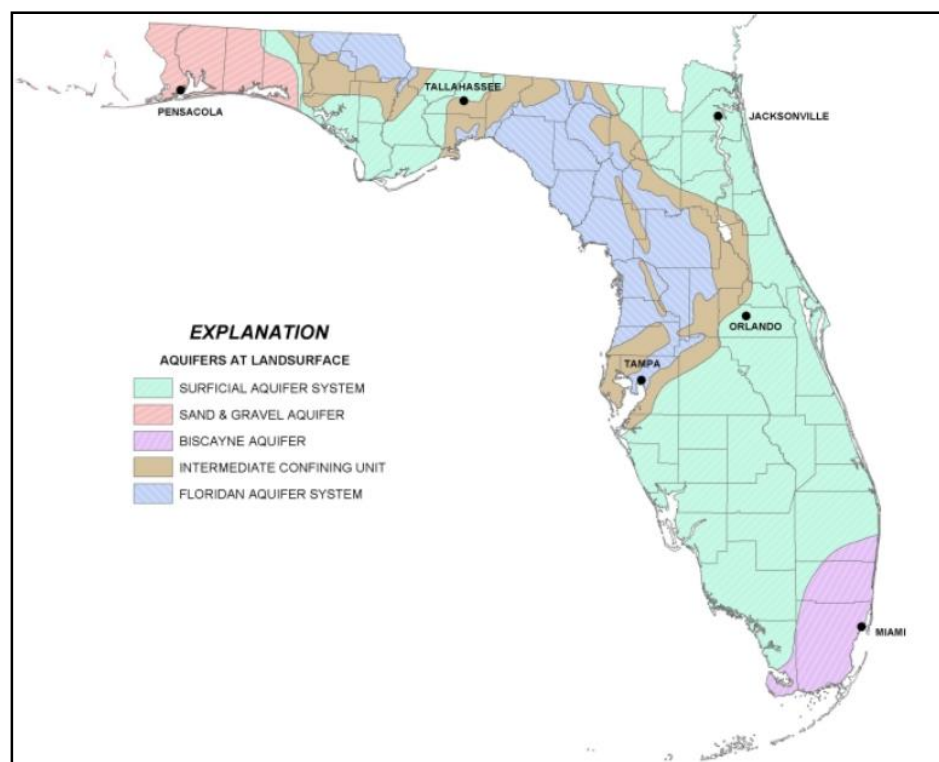 TALLAHASSEE
PENSACOLA
JACKSONVILLE
ORLANDO
TAMPA
MIAMI
EXPLANATION
AQUIFERS AT LANDSURFACE
SURFICIAL AQUIFER SYSTEM
SAND & GRAVEL AQUIFER
BISCAYNE AQUIFER
INTERMEDIATE CONFINING UNIT
FLORIDAN AQUIFER SYSTEM